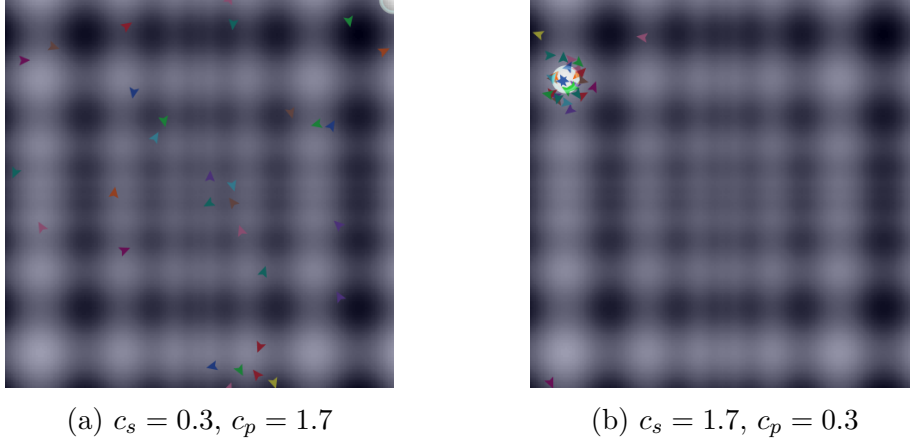 (a) c_s = 0.3, c_p = 1.7
(b) c_s = 1.7, c_p = 0.3